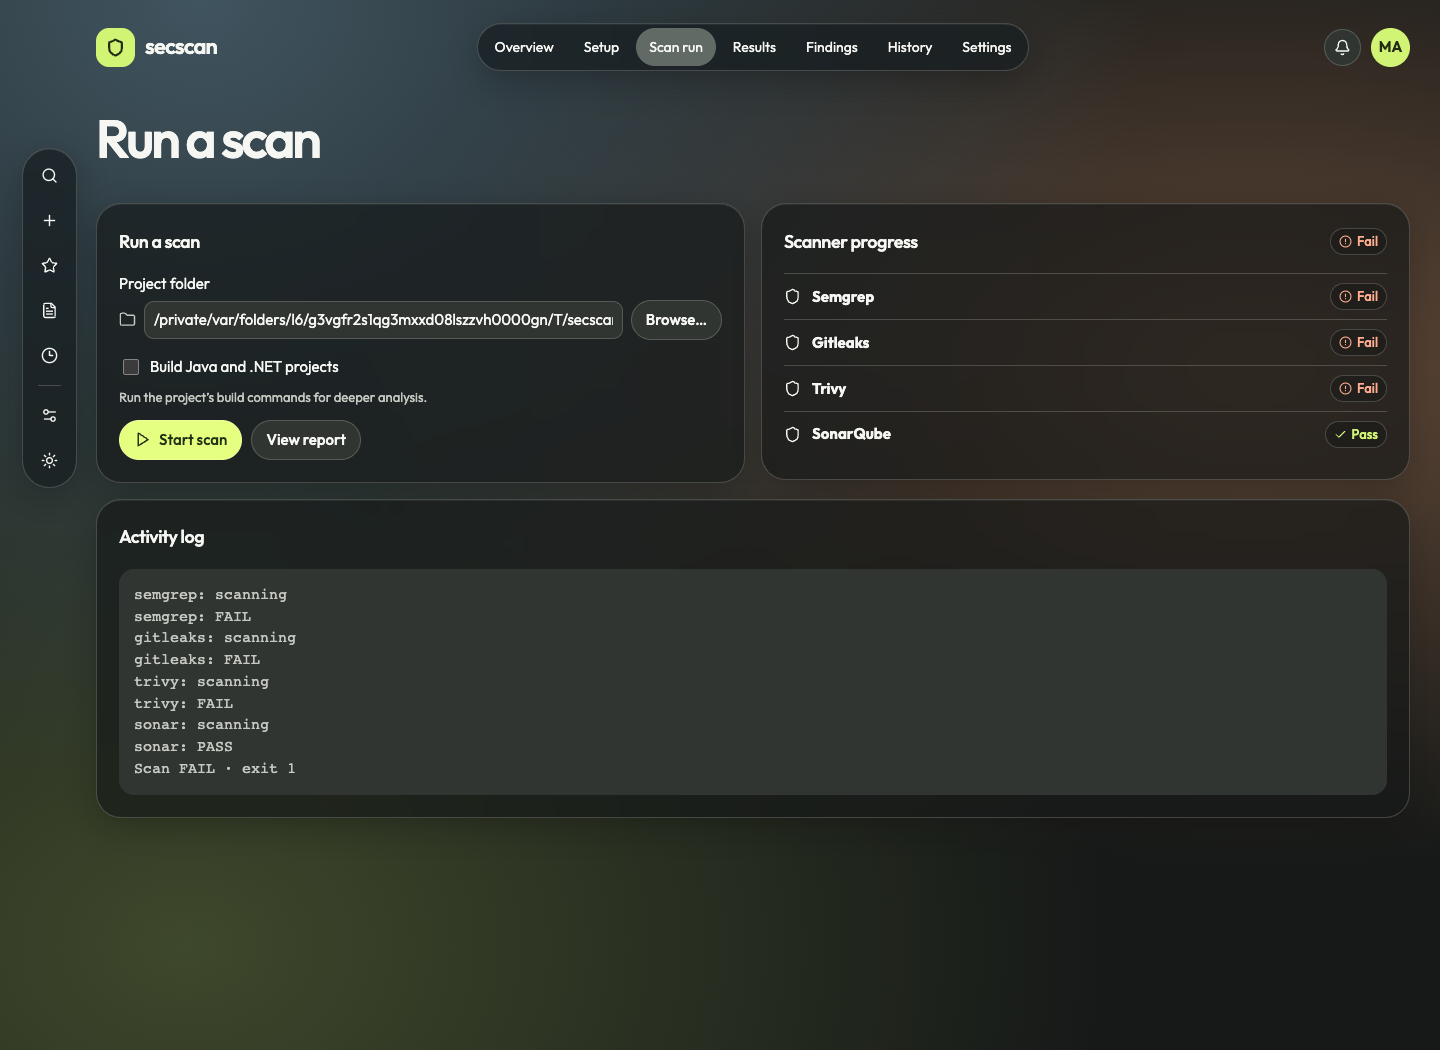 secscan
Overview Setup Scan run Results Findings History Settings
MA
Run a scan
Run a scan
Project folder
/private/var/folders/l6/g3vgfr2s1qg3mxxd08lszzvh0000gn/T/secscan
Browse...
Build Java and .NET projects
Run the project's build commands for deeper analysis.
Start scan View report
Scanner progress Fail
Semgrep Fail
Gitleaks Fail
Trivy Fail
SonarQube Pass
Activity log
semgrep: scanning
semgrep: FAIL
gitleaks: scanning
gitleaks: FAIL
trivy: scanning
trivy: FAIL
sonar: scanning
sonar: PASS
Scan FAIL · exit 1